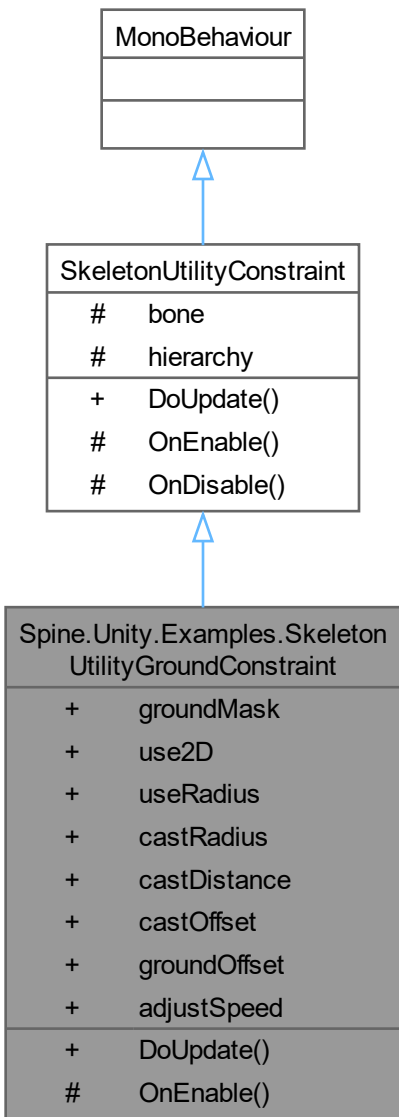 MonoBehaviour
SkeletonUtilityConstraint
# bone
# hierarchy
+ DoUpdate()
# OnEnable()
# OnDisable()
Spine.Unity.Examples.Skeleton
UtilityGroundConstraint
+ groundMask
+ use2D
+ useRadius
+ castRadius
+ castDistance
+ castOffset
+ groundOffset
+ adjustSpeed
+ DoUpdate()
# OnEnable()